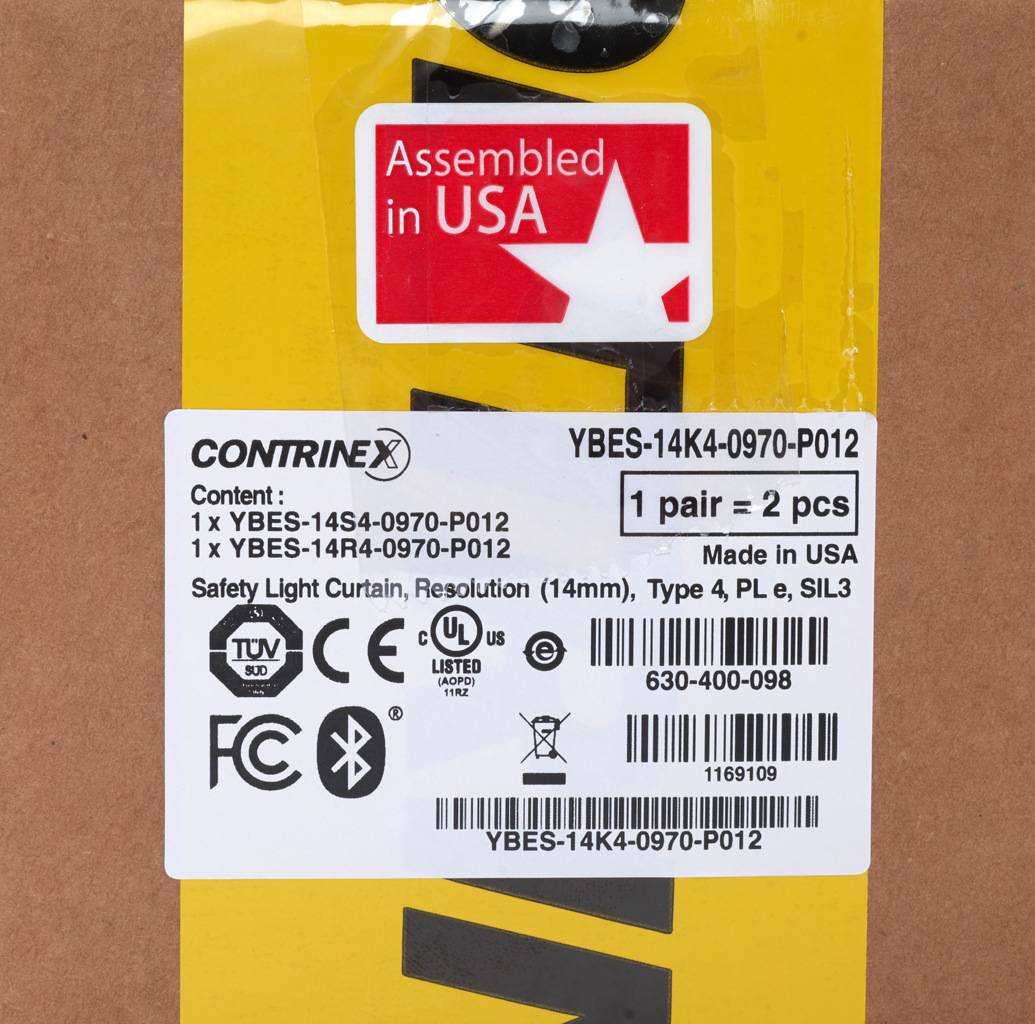 Assembled
in USA
CONTRINEX
YBES-14K4-0970-P012
Content :
1 x YBES-14S4-0970-P012
1 x YBES-14R4-0970-P012
1 pair = 2 pcs
Made in USA
Safety Light Curtain, Resolution (14mm), Type 4, PL e, SIL3
TÜV
SÜD
CE
C UL US
LISTED
(AOPD)
11RZ
e
630-400-098
FC
®
1169109
YBES-14K4-0970-P012